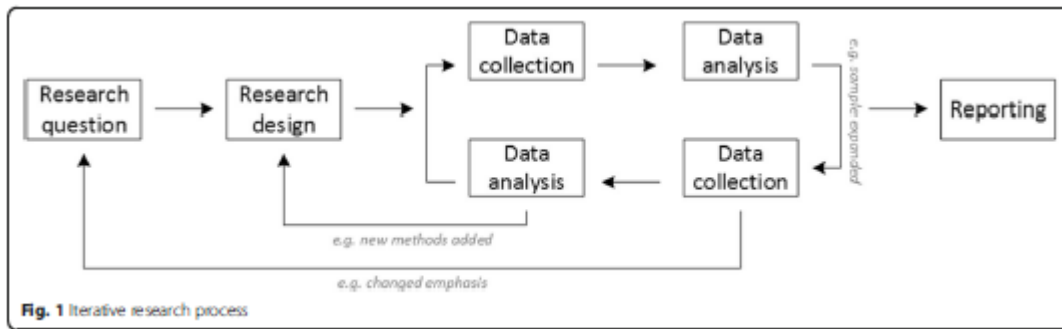 Research
question
Research
design
Data
collection
Data
analysis
e.g. sample expanded
Reporting
Data
analysis
Data
collection
e.g. new methods added
e.g. changed emphasis
Fig. 1 Iterative research process